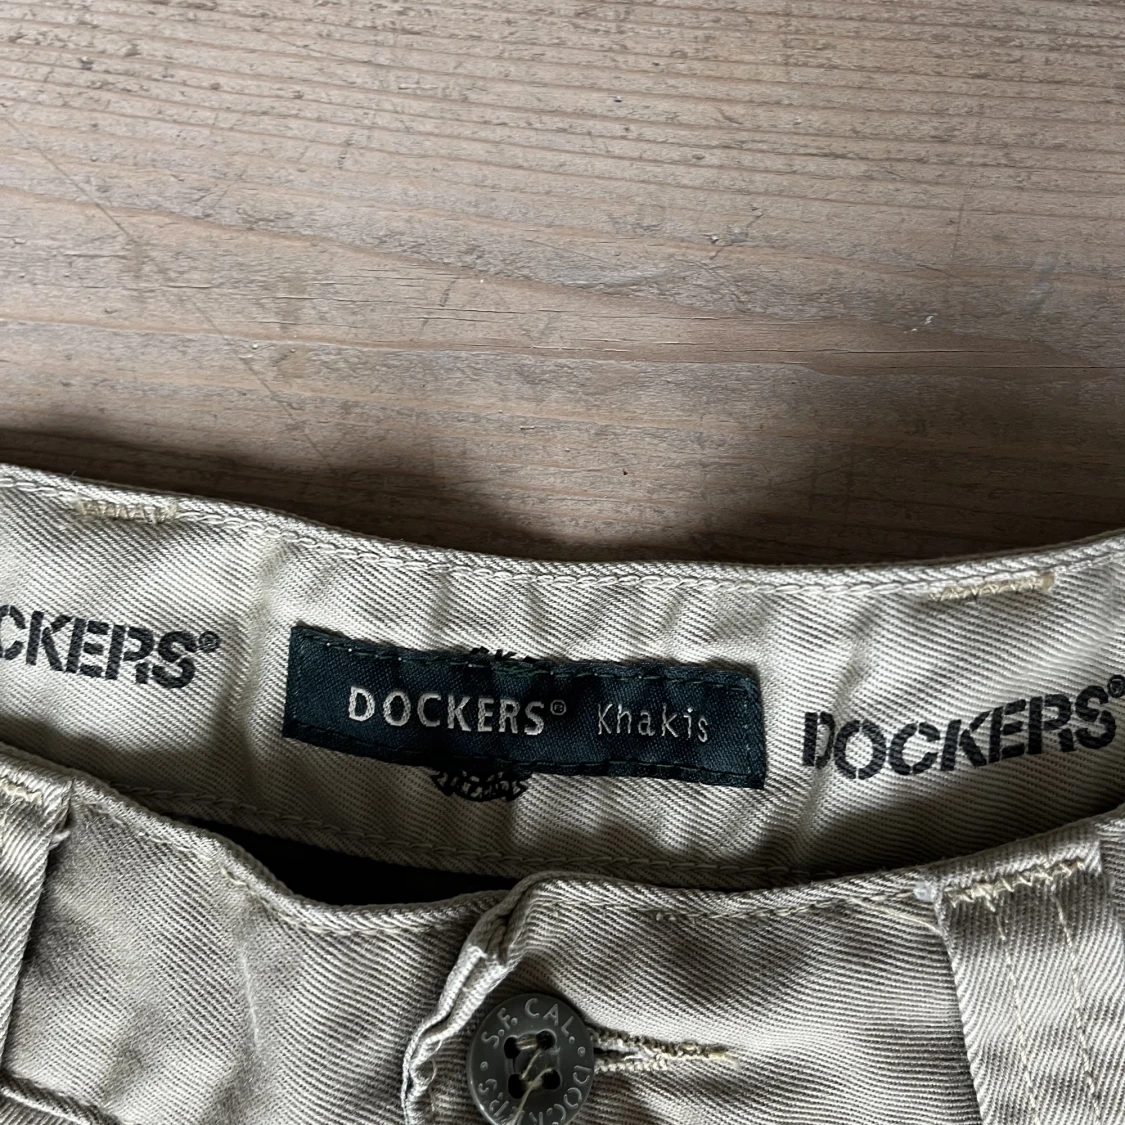 CKERS®
DOCKERS® Khakis
DOCKERS®
S.F. CAL. • DOCKERS •